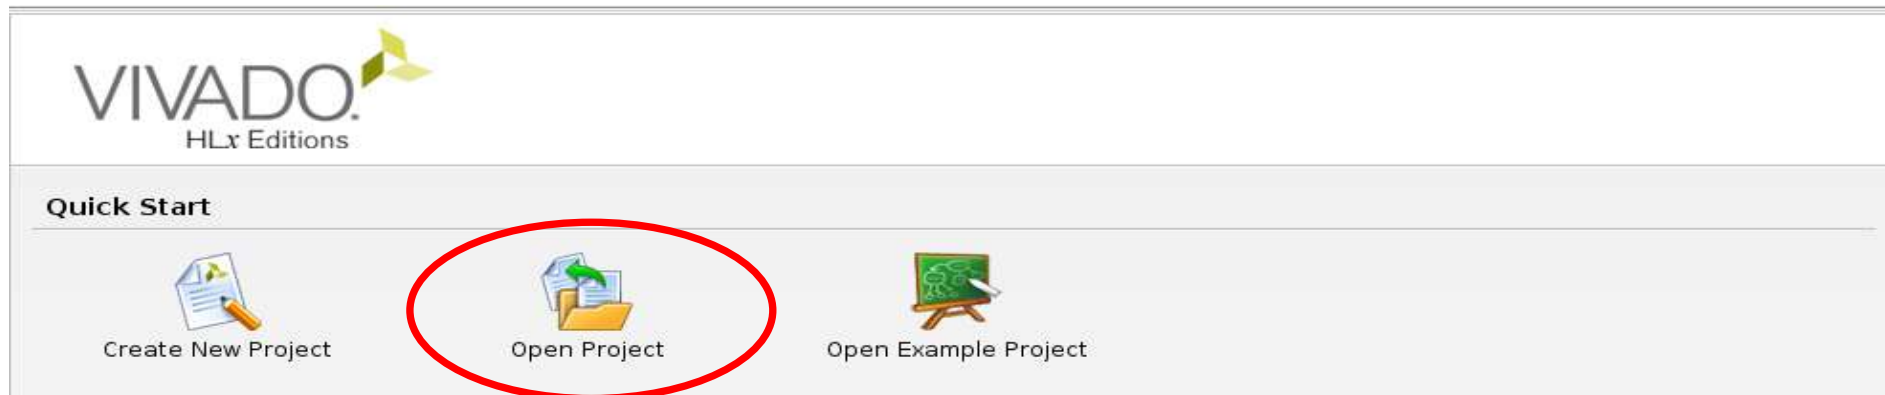 VIVADO.
HLx Editions
Quick Start
Create New Project
Open Project
Open Example Project